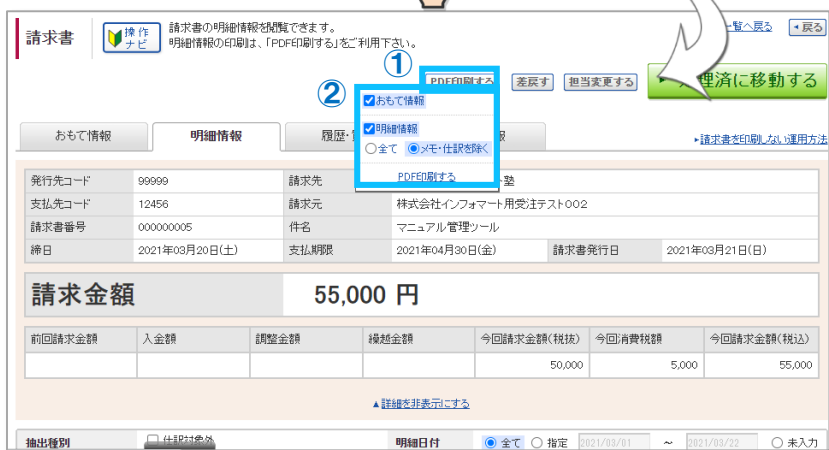 請求書
操作
ナビ
請求書の明細情報を閲覧できます。
明細情報の印刷は、「PDF印刷する」をご利用下さい。
覧へ戻る
戻る
①
②
PDF印刷する
差戻す
担当変更する
理済に移動する
おもて情報
明細情報
履歴・
おもて情報
明細情報
全て
メモ・仕訳を除く
PDF印刷する
請求書を印刷しない運用方法
発行先コード 99999 請求先 塾
支払先コード 12456 請求元 株式会社インフォマート用受注テスト002
請求書番号 000000005 件名 マニュアル管理ツール
締日 2021年03月20日(土) 支払期限 2021年04月30日(金) 請求書発行日 2021年03月21日(日)
請求金額 55,000 円
前回請求金額 入金額 調整金額 繰越金額 今回請求金額(税抜) 今回消費税額 今回請求金額(税込)
50,000 5,000 55,000
▲詳細を非表示にする
抽出種別 仕訳対象外 明細日付 全て 指定 2021/03/01 ~ 2021/03/22 未入力